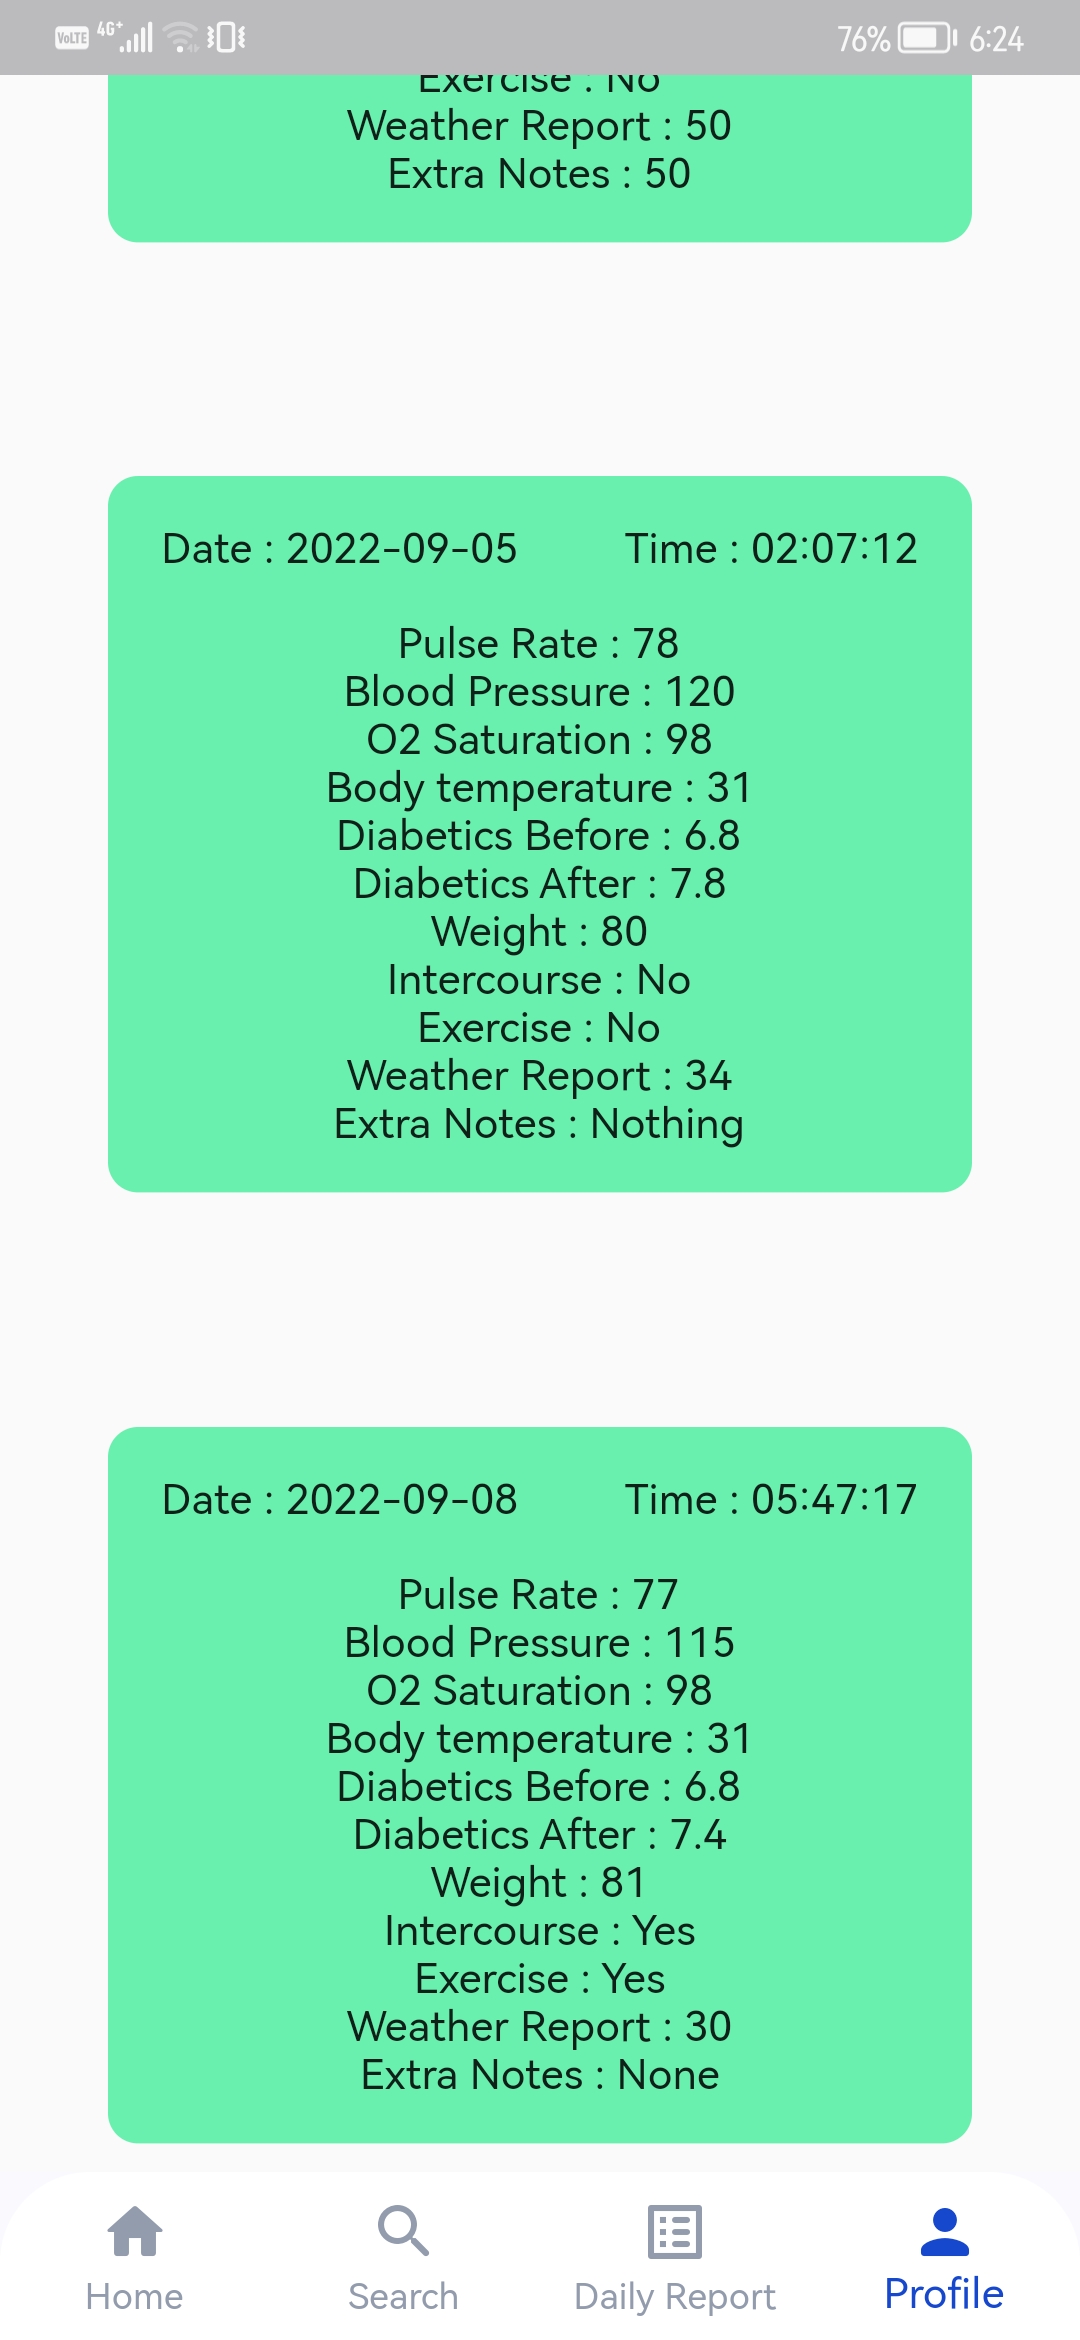 VoLTE 4G+ 76% 6:24
Exercise : No
Weather Report : 50
Extra Notes : 50
Date : 2022-09-05 Time : 02:07:12
Pulse Rate : 78
Blood Pressure : 120
O2 Saturation : 98
Body temperature : 31
Diabetics Before : 6.8
Diabetics After : 7.8
Weight : 80
Intercourse : No
Exercise : No
Weather Report : 34
Extra Notes : Nothing
Date : 2022-09-08 Time : 05:47:17
Pulse Rate : 77
Blood Pressure : 115
O2 Saturation : 98
Body temperature : 31
Diabetics Before : 6.8
Diabetics After : 7.4
Weight : 81
Intercourse : Yes
Exercise : Yes
Weather Report : 30
Extra Notes : None
Home Search Daily Report Profile